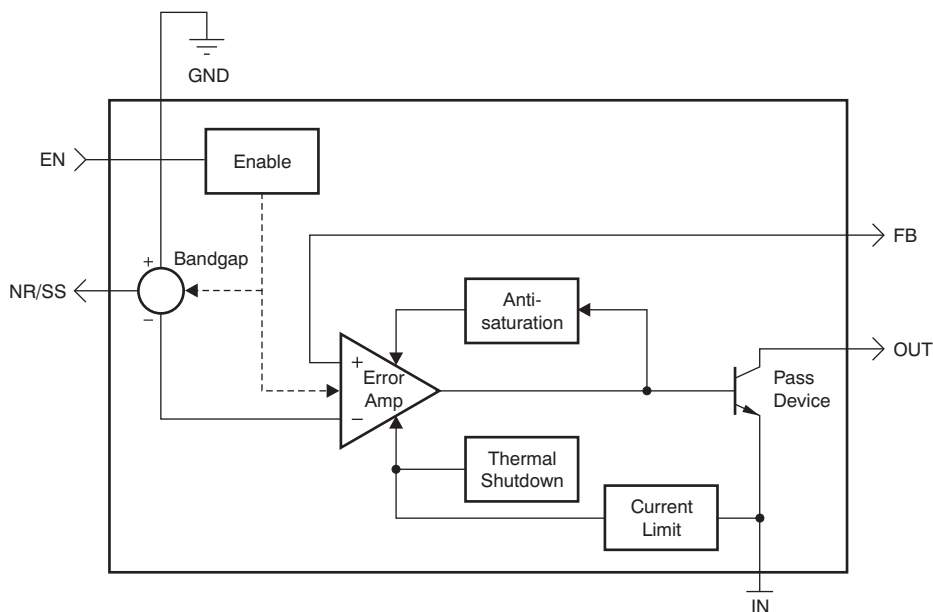 GND
EN
Enable
+
Bandgap
NR/SS
−
FB
Anti-
saturation
OUT
+
Error
Amp
−
Pass
Device
Thermal
Shutdown
Current
Limit
IN